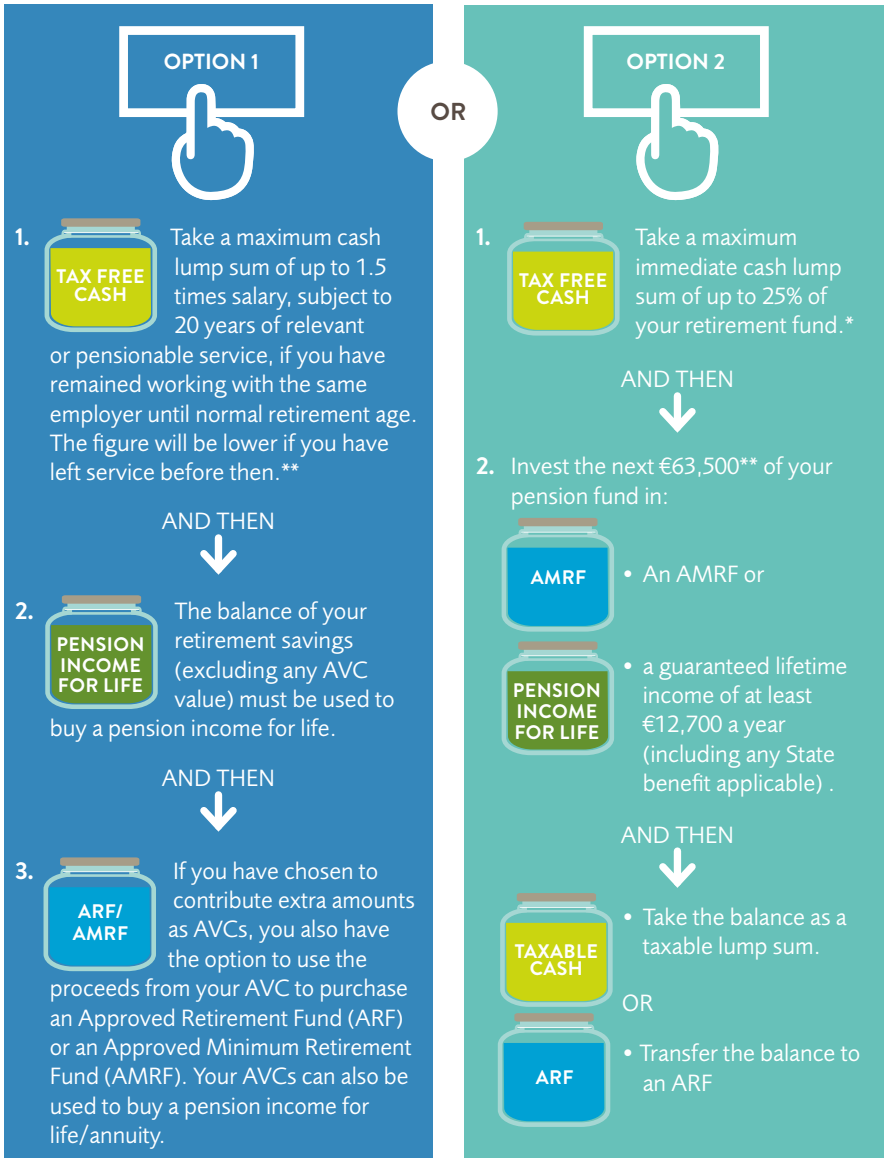 OPTION 1
1.
TAX FREE
CASH
Take a maximum cash
lump sum of up to 1.5
times salary, subject to
20 years of relevant
or pensionable service, if you have
remained working with the same
employer until normal retirement age.
The figure will be lower if you have
left service before then.**
AND THEN
2.
PENSION
INCOME
FOR LIFE
The balance of your
retirement savings
(excluding any AVC
value) must be used to
buy a pension income for life.
AND THEN
3.
ARF/
AMRF
If you have chosen to
contribute extra amounts
as AVCs, you also have
the option to use the
proceeds from your AVC to purchase
an Approved Retirement Fund (ARF)
or an Approved Minimum Retirement
Fund (AMRF). Your AVCs can also be
used to buy a pension income for
life/annuity.
OR
OPTION 2
1.
TAX FREE
CASH
Take a maximum
immediate cash lump
sum of up to 25% of
your retirement fund.*
AND THEN
2. Invest the next €63,500** of your
pension fund in:
AMRF
• An AMRF or
PENSION
INCOME
FOR LIFE
• a guaranteed lifetime
income of at least
€12,700 a year
(including any State
benefit applicable) .
AND THEN
TAXABLE
CASH
• Take the balance as a
taxable lump sum.
OR
ARF
• Transfer the balance to
an ARF